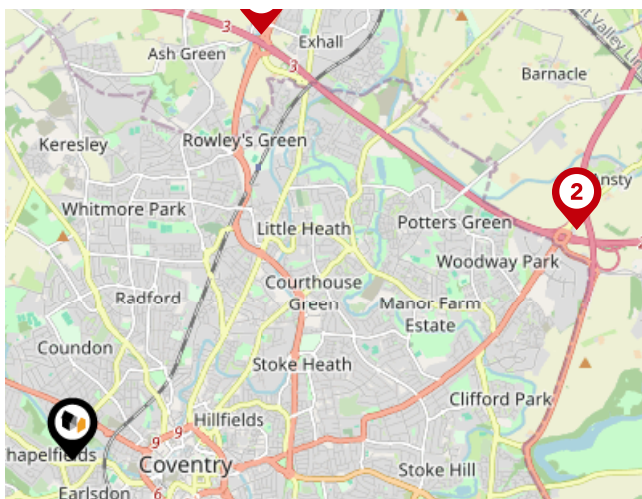 3
Exhall
Ash Green
3
Barnacle
Rowley's Green
Keresley
2
Ansty
Whitmore Park
Potters Green
Little Heath
Woodway Park
Courthouse
Green
Radford
Manor Farm
Estate
Coundon
Stoke Heath
Clifford Park
Hillfields
9
9
hapelfields
Coventry
Stoke Hill
Earlsdon
6